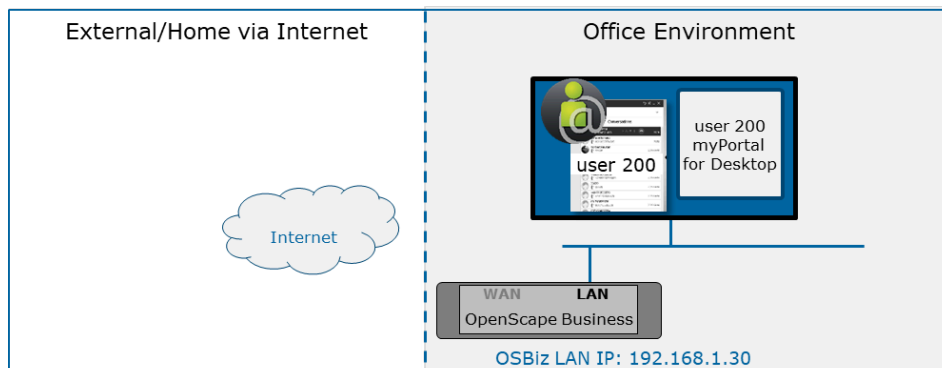 External/Home via Internet
Office Environment
Conversations
user 200
user 200
myPortal
for Desktop
Internet
WAN LAN
OpenScape Business
OSBiz LAN IP: 192.168.1.30